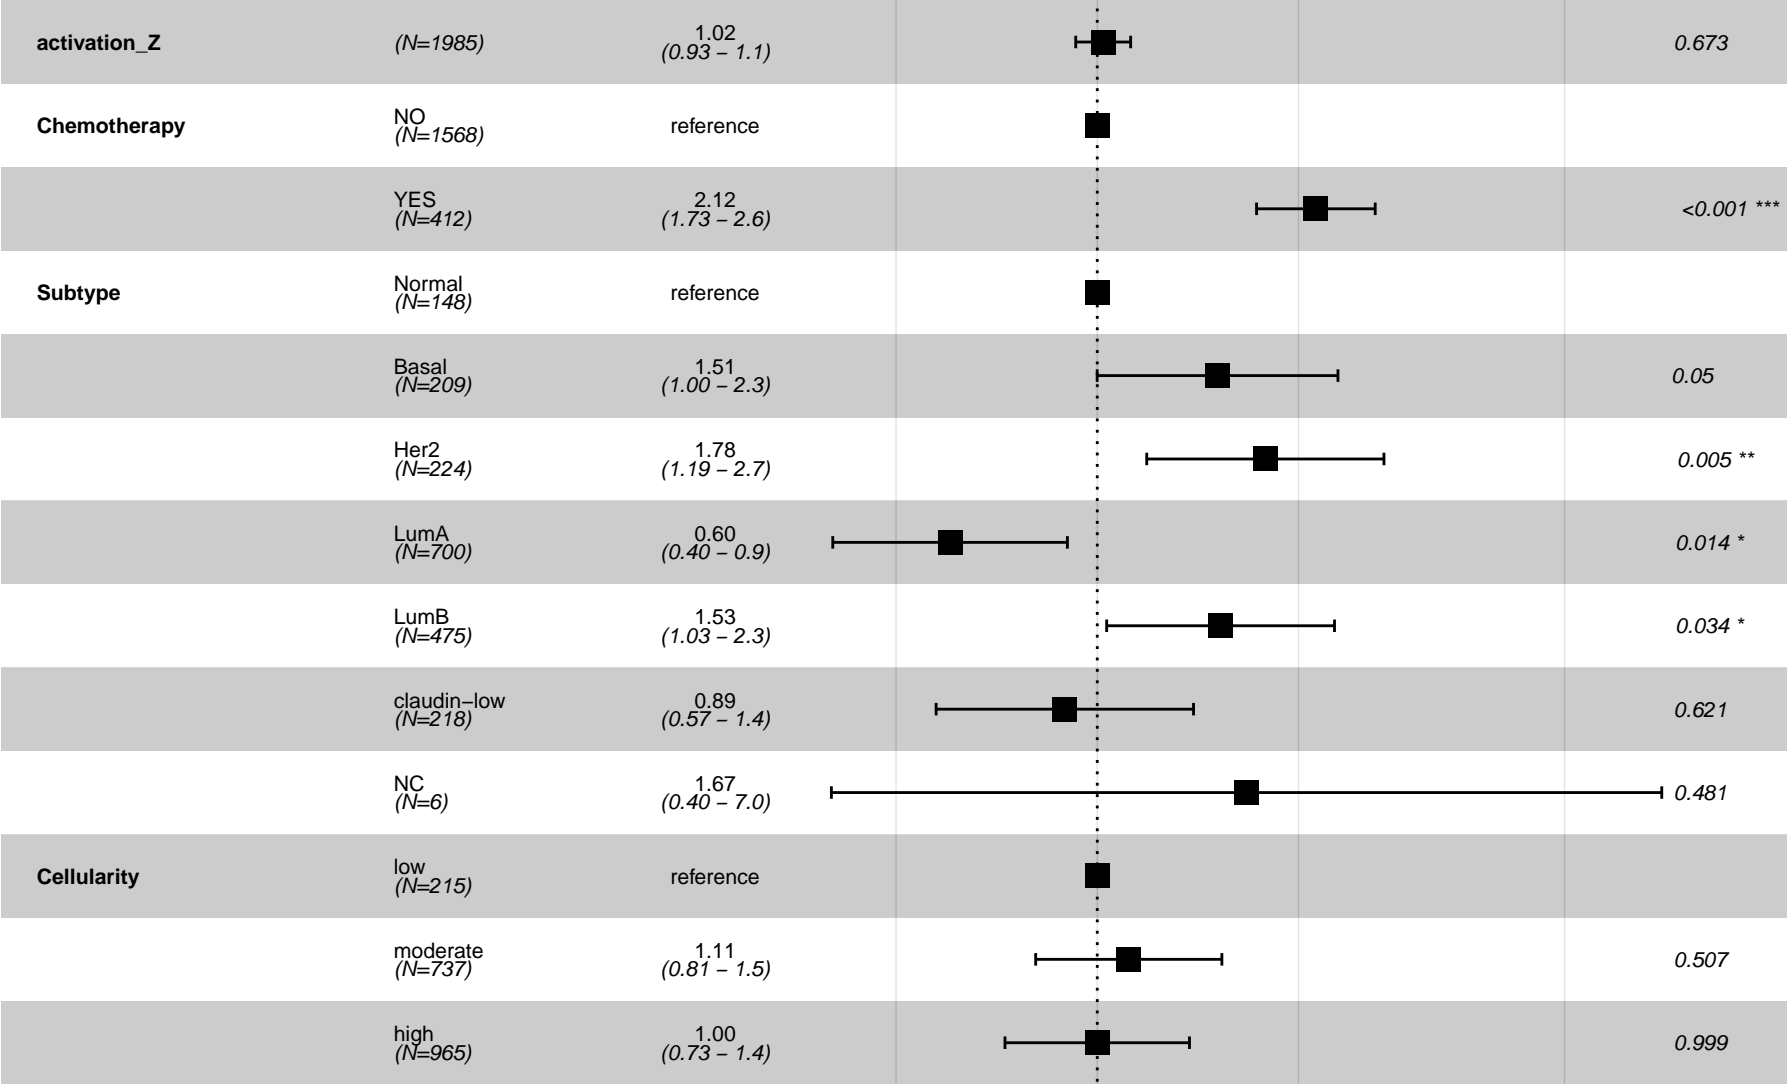 activation_Z (N=1985) 1.02 0.673
(0.93 – 1.1)
Chemotherapy NO reference
(N=1568)
YES 2.12 <0.001 ***
(N=412) (1.73 – 2.6)
Subtype Normal reference
(N=148)
Basal 1.51 0.05
(N=209) (1.00 – 2.3)
Her2 1.78 0.005 **
(N=224) (1.19 – 2.7)
LumA 0.60 0.014 *
(N=700) (0.40 – 0.9)
LumB 1.53 0.034 *
(N=475) (1.03 – 2.3)
claudin–low 0.89 0.621
(N=218) (0.57 – 1.4)
NC 1.67 0.481
(N=6) (0.40 – 7.0)
Cellularity low reference
(N=215)
moderate 1.11 0.507
(N=737) (0.81 – 1.5)
high 1.00 0.999
(N=965) (0.73 – 1.4)